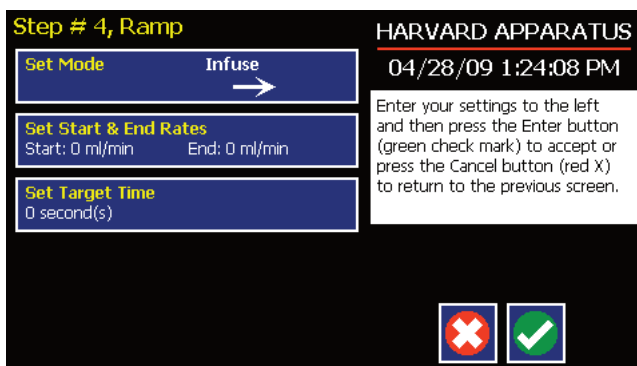 Step # 4, Ramp
Set Mode Infuse
Set Start & End Rates
Start: 0 ml/min End: 0 ml/min
Set Target Time
0 second(s)
HARVARD APPARATUS
04/28/09 1:24:08 PM
Enter your settings to the left
and then press the Enter button
(green check mark) to accept or
press the Cancel button (red X)
to return to the previous screen.